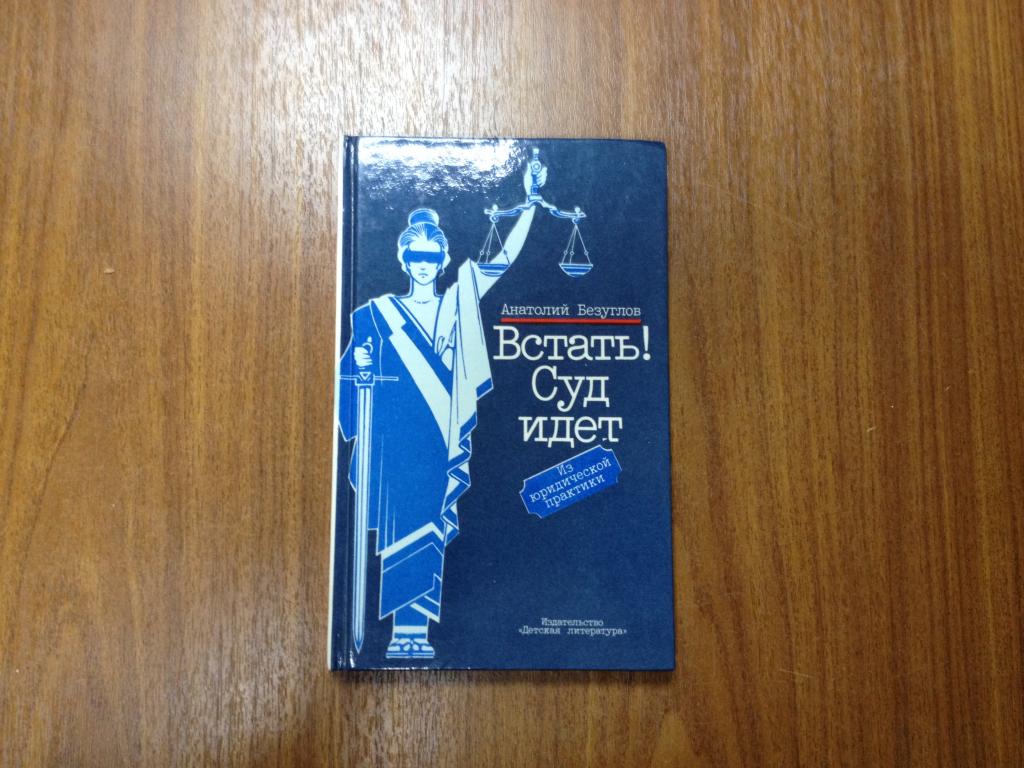 Анатолий Безуглов
Встать!
Суд
идет
Из
юридической
практики
Издательство
«Детская литература»